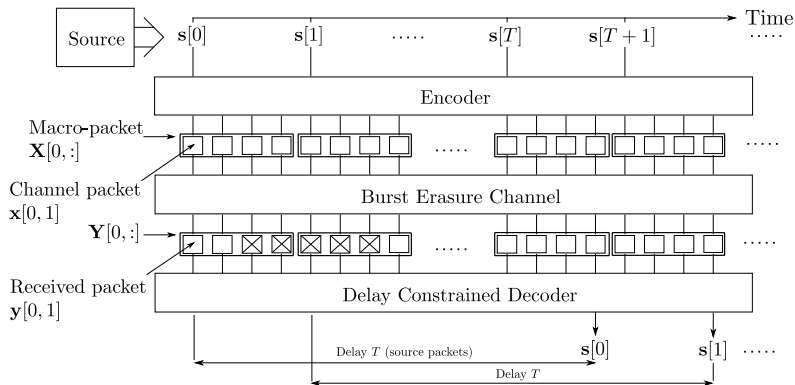 Source
s[0]
s[1]
.....
s[T]
s[T + 1]
Time
.....
Encoder
Macro-packet
X[0, :]
.....
.....
Channel packet
x[0, 1]
Burst Erasure Channel
Y[0, :]
.....
.....
Received packet
y[0, 1]
Delay Constrained Decoder
Delay T (source packets)
s[0]
s[1]
.....
Delay T